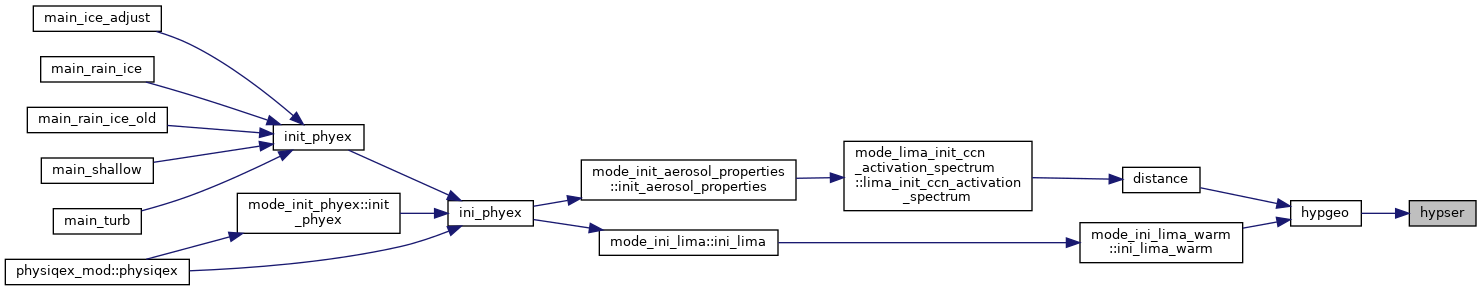 main_ice_adjust
main_rain_ice
main_rain_ice_old
main_shallow
main_turb
init_phyex
mode_init_phyex::init
_phyex
physiqex_mod::physiqex
ini_phyex
mode_init_aerosol_properties
::init_aerosol_properties
mode_ini_lima::ini_lima
mode_lima_init_ccn
_activation_spectrum
::lima_init_ccn_activation
_spectrum
distance
mode_ini_lima_warm
::ini_lima_warm
hypgeo
hypser